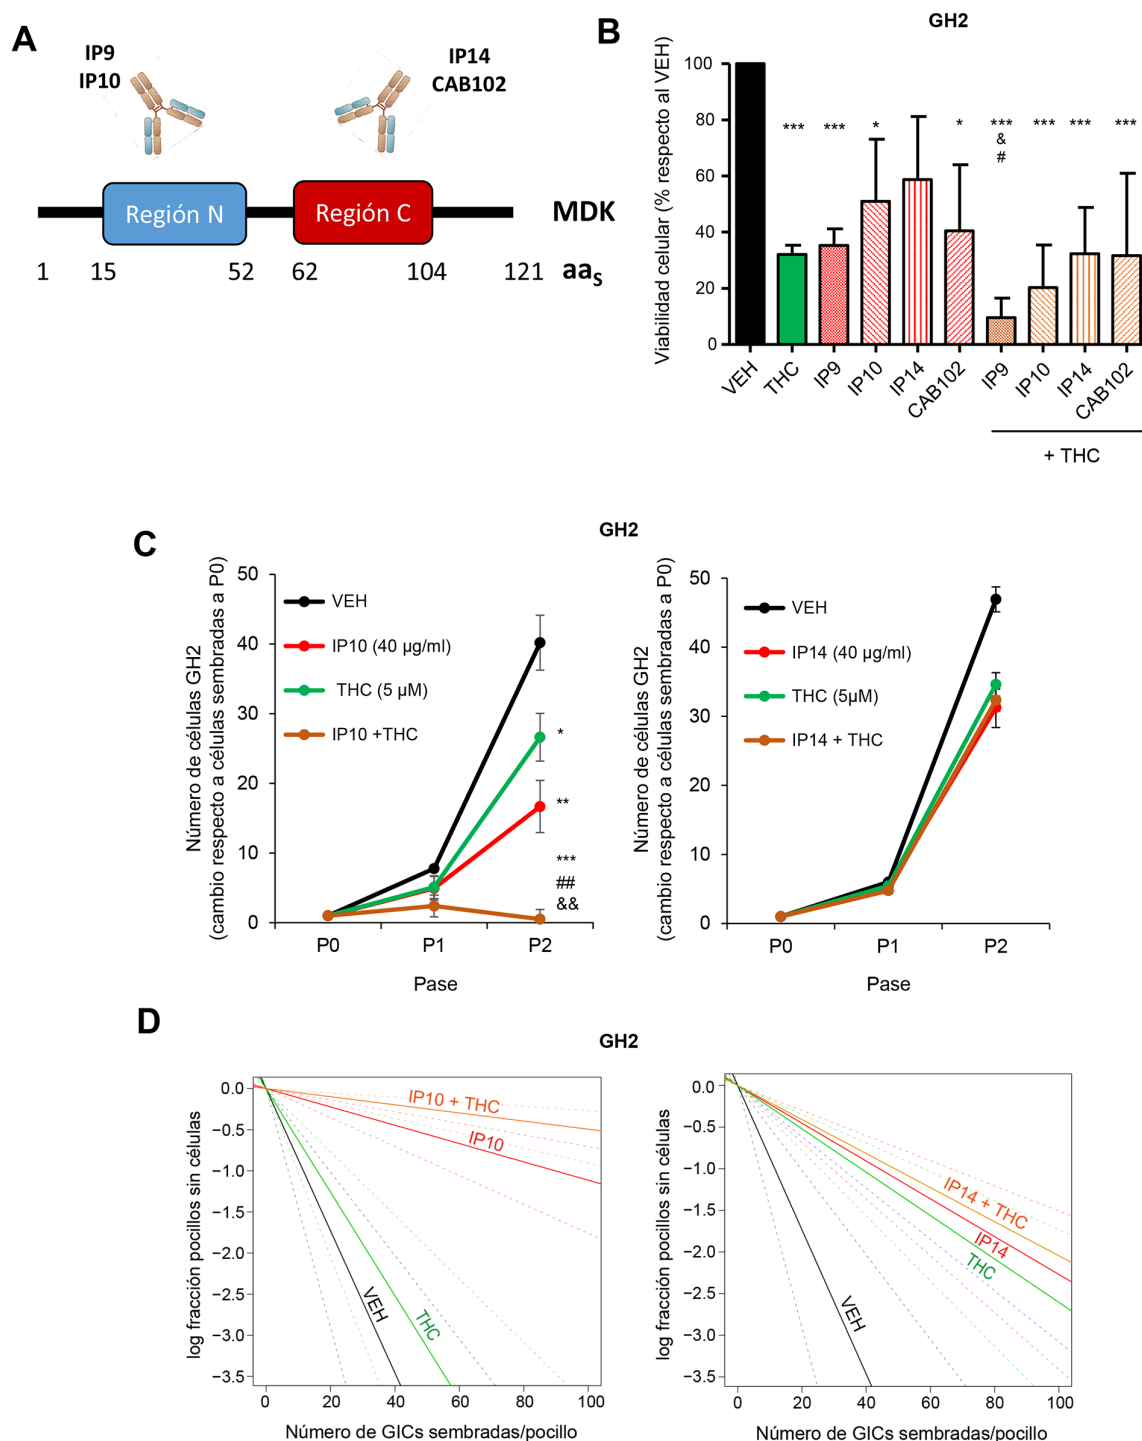 A
IP9
IP10
IP14
CAB102
Región N
Región C
MDK
1
15
52
62
104
121
aas
B
GH2
Viabilidad celular (% respecto al VEH)
100
80
60
40
20
0
***
***
*
*
***
&
#
***
***
***
VEH
THC
IP9
IP10
IP14
CAB102
IP9
IP10
IP14
CAB102
+ THC
C
GH2
Número de células GH2
(cambio respecto a células sembradas a P0)
50
40
30
20
10
0
VEH
IP10 (40 µg/ml)
THC (5 µM)
IP10 +THC
*
**
***
##
&&
P0
P1
P2
Pase
Número de células GH2
(cambio respecto a células sembradas a P0)
50
40
30
20
10
0
VEH
IP14 (40 µg/ml)
THC (5µM)
IP14 + THC
P0
P1
P2
Pase
D
GH2
log fracción pocillos sin células
0.0
−0.5
−1.0
−1.5
−2.0
−2.5
−3.0
−3.5
IP10 + THC
IP10
VEH
THC
0
20
40
60
80
100
Número de GICs sembradas/pocillo
log fracción pocillos sin células
0.0
−0.5
−1.0
−1.5
−2.0
−2.5
−3.0
−3.5
IP14 + THC
IP14
THC
VEH
0
20
40
60
80
100
Número de GICs sembradas/pocillo